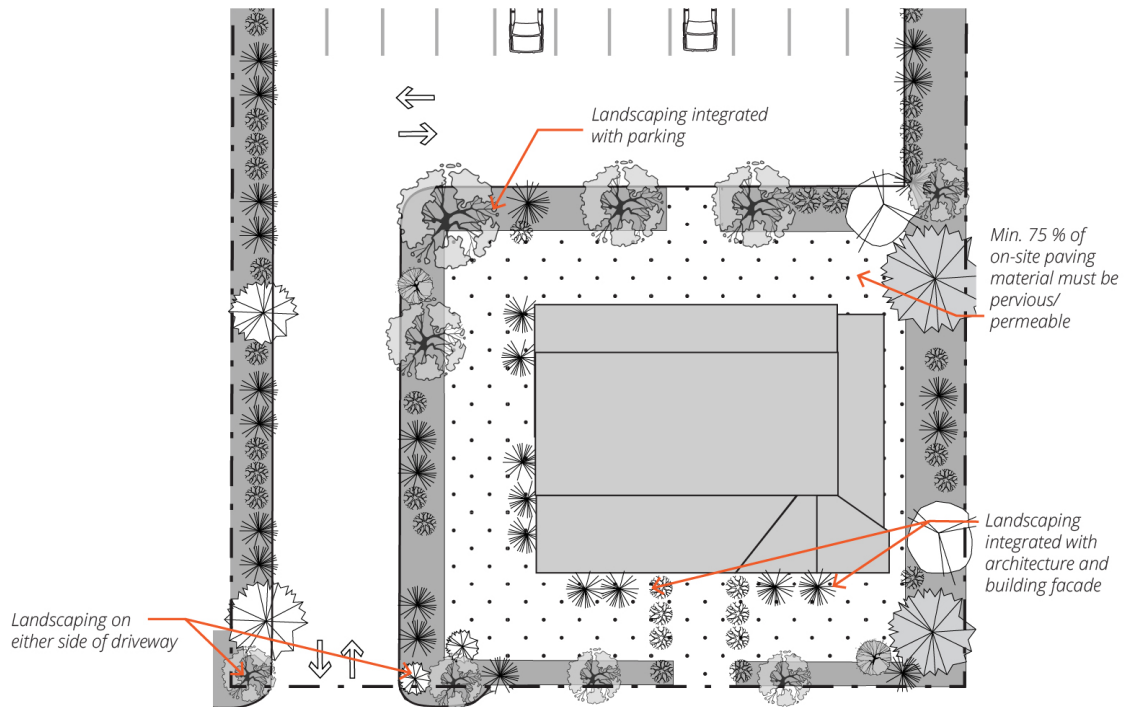 Landscaping integrated
with parking
Min. 75 % of
on-site paving
material must be
pervious/
permeable
Landscaping
integrated with
architecture and
building facade
Landscaping on
either side of driveway